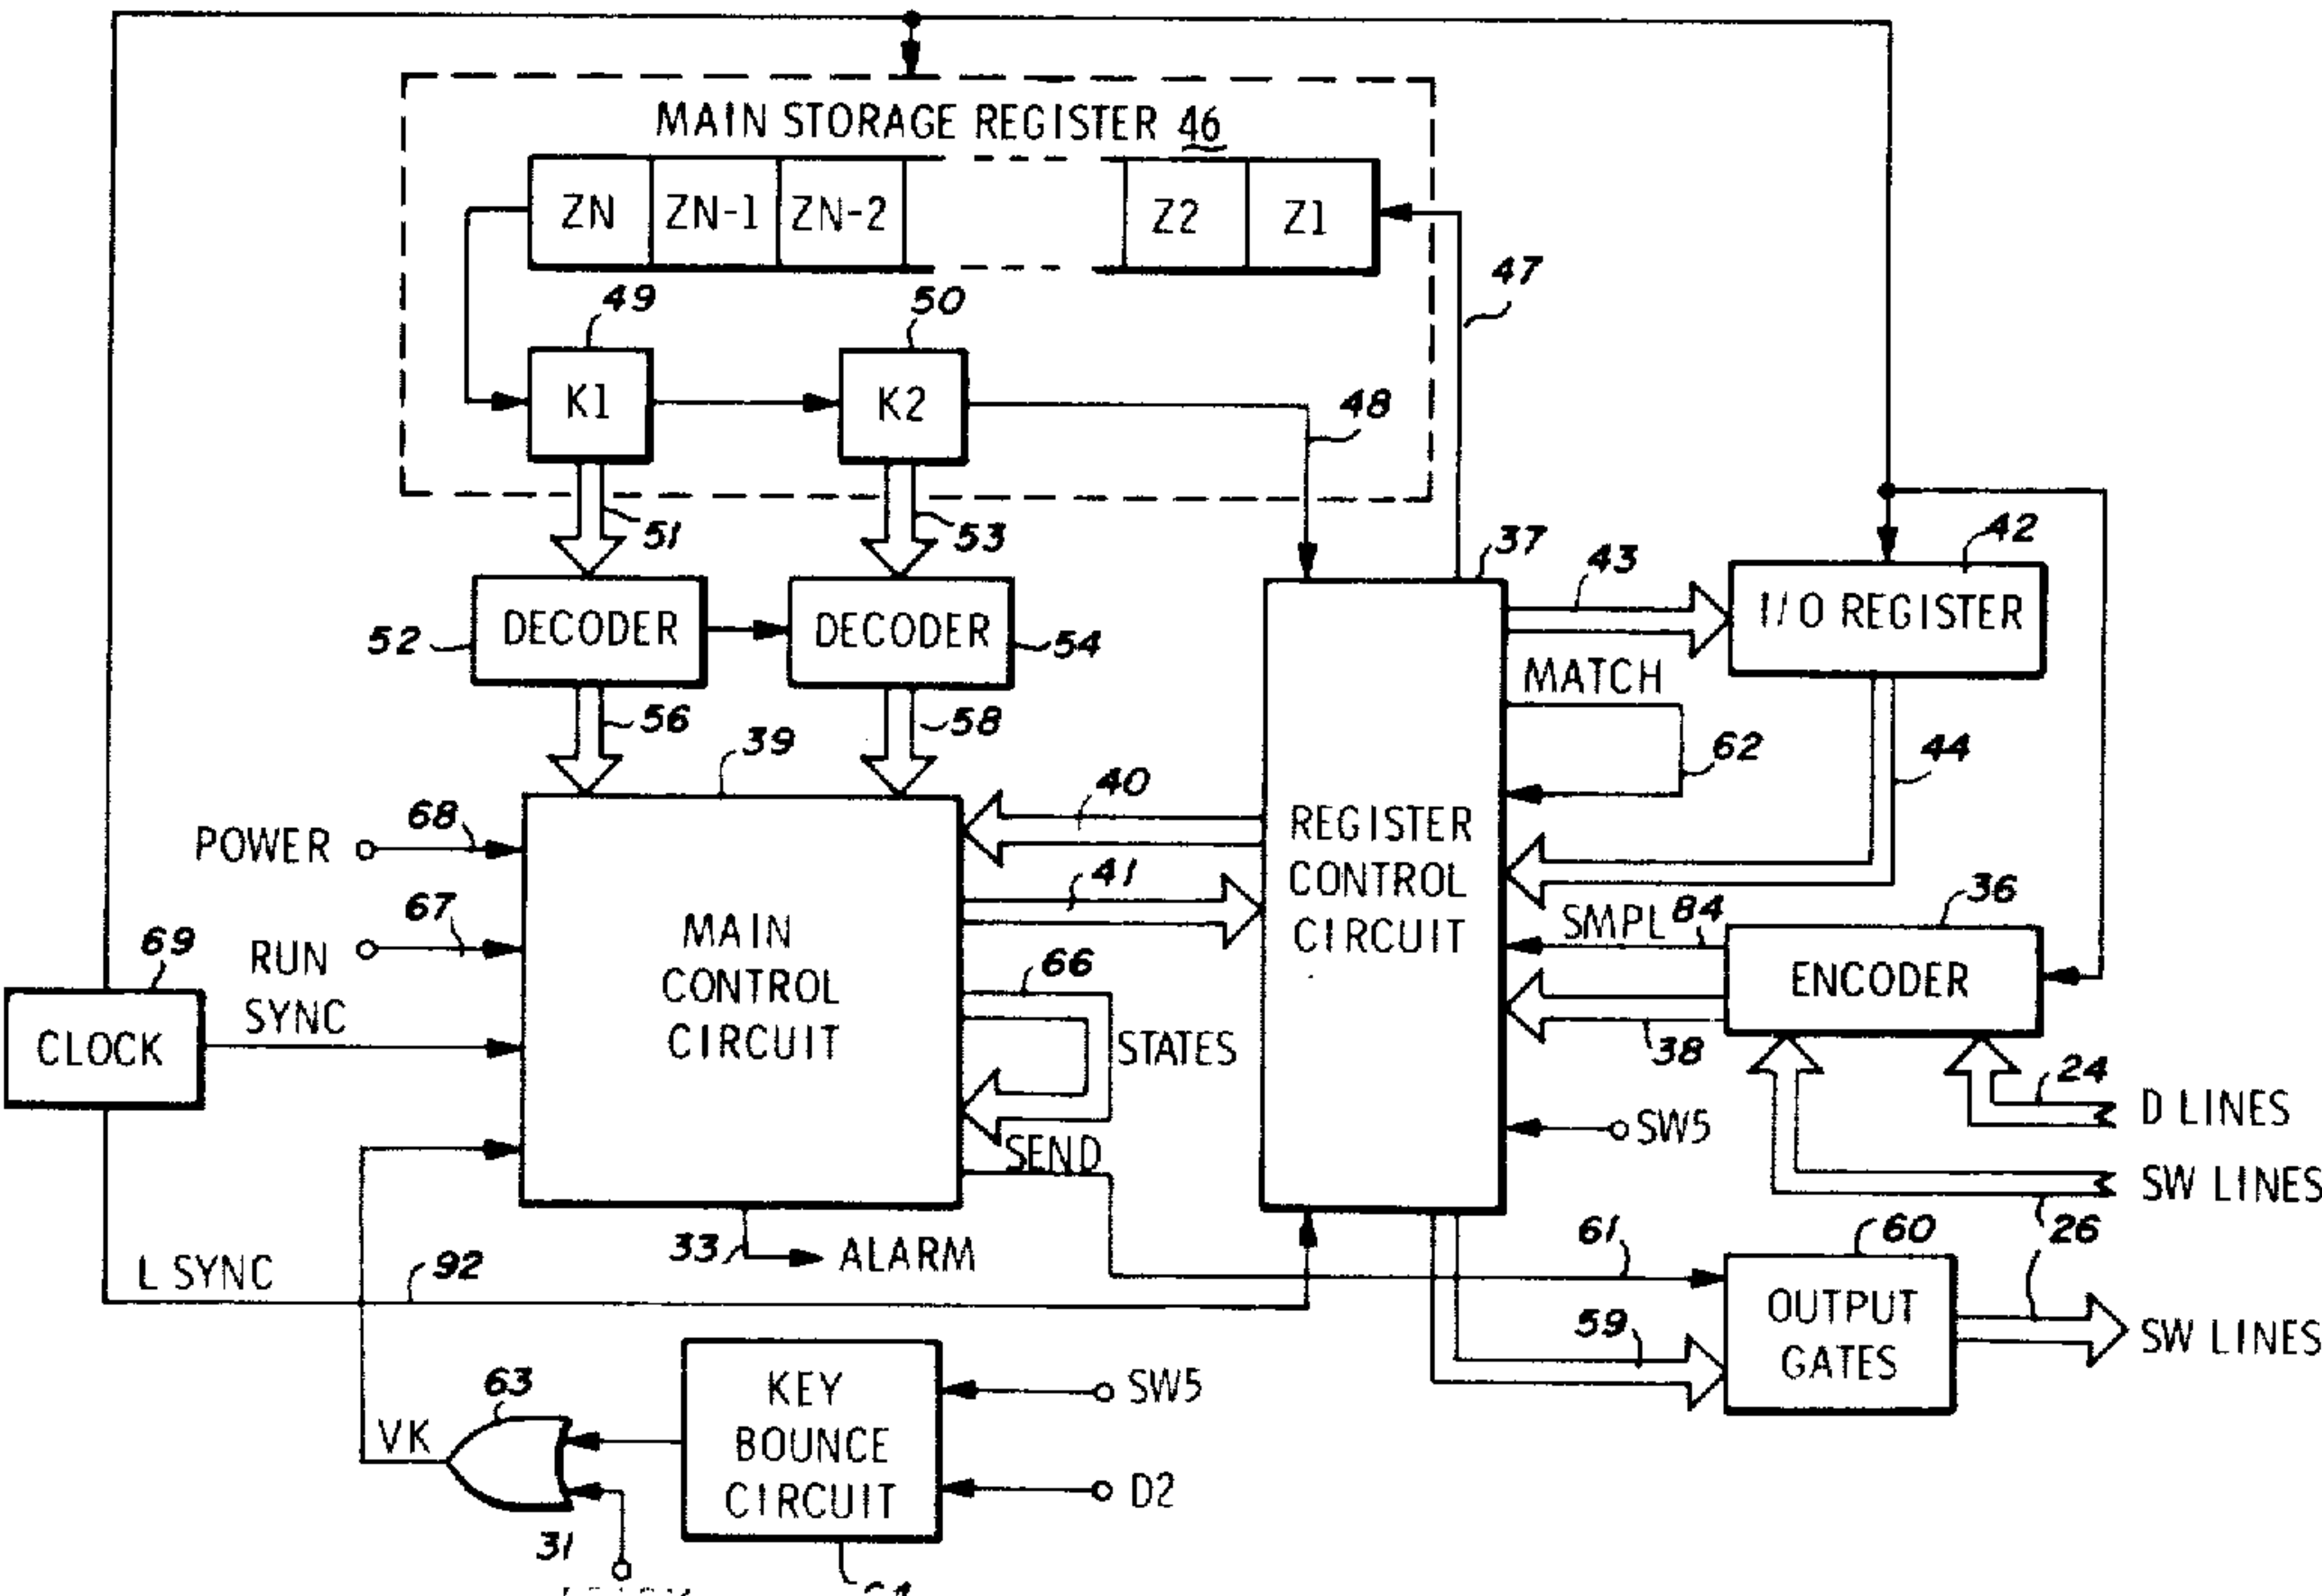 MAIN STORAGE REGISTER 46
ZN ZN-1 ZN-2 Z2 Z1
47
49 50
K1 K2
48
51 53
37 43 42
I/O REGISTER
52 DECODER DECODER 54
MATCH
56 58
39 62 44
40
POWER 68
REGISTER
CONTROL
CIRCUIT
41
67
RUN
SMPL 84 36
69
MAIN
CONTROL
CIRCUIT
66
ENCODER
SYNC
CLOCK
STATES
38
24
D LINES
SW5
SEND
SW LINES
26
33 ALARM
61 60
L SYNC 92
OUTPUT
GATES
26
59
SW LINES
63
KEY
BOUNCE
CIRCUIT
SW5
VK
D2
31